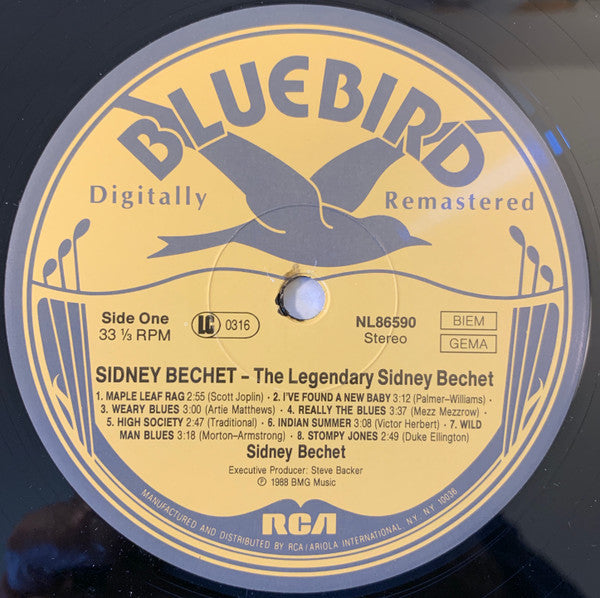 BLUEBIRD
Digitally Remastered
Side One
33 ⅓ RPM
LC 0316
NL86590
Stereo
BIEM
GEMA
SIDNEY BECHET – The Legendary Sidney Bechet
1. MAPLE LEAF RAG 2:55 (Scott Joplin) 2. I'VE FOUND A NEW BABY 3:12 (Palmer–Williams)
3. WEARY BLUES 3:00 (Artie Matthews) 4. REALLY THE BLUES 3:37 (Mezz Mezzrow)
5. HIGH SOCIETY 2:47 (Traditional) 6. INDIAN SUMMER 3:08 (Victor Herbert) 7. WILD
MAN BLUES 3:18 (Morton–Armstrong) 8. STOMPY JONES 2:49 (Duke Ellington)
Sidney Bechet
Executive Producer: Steve Backer
℗ 1988 BMG Music
RCA
MANUFACTURED AND DISTRIBUTED BY RCA / ARIOLA INTERNATIONAL, N.Y., N.Y. 10036